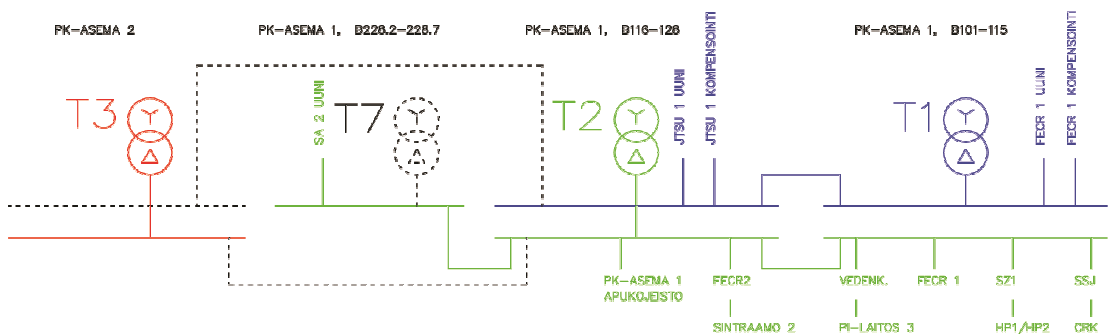 PK-ASEMA 2
PK-ASEMA 1, B228.2-228.7
PK-ASEMA 1, B116-128
PK-ASEMA 1, B101-115
T3
SA 2 UUNI
T7
T2
JTSU 1 UUNI
JTSU 1 KOMPENSOINTI
T1
FECR 1 UUNI
FECR 1 KOMPENSOINTI
PK-ASEMA 1
APUKOJEISTO
FECR2
SINTRAAMO 2
VEDENK.
PI-LAITOS 3
FECR 1
SZ1
HP1/HP2
SSJ
CRK